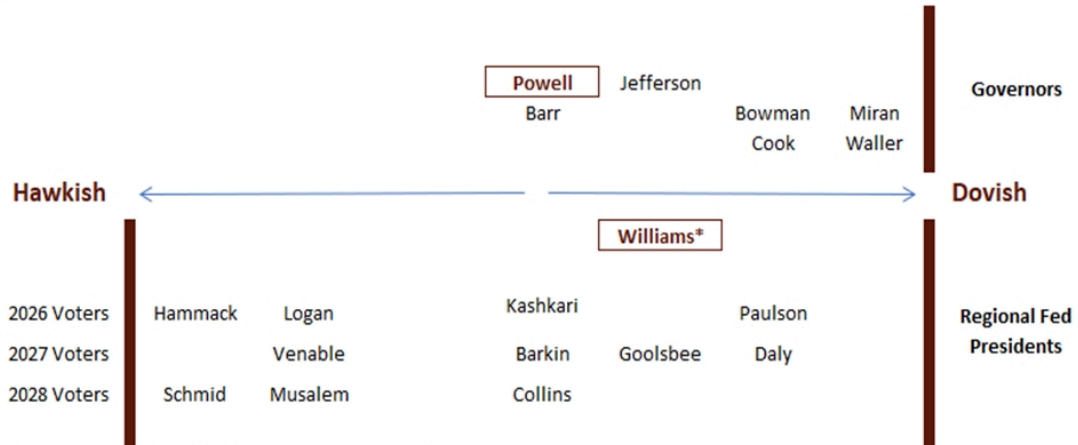 Powell Jefferson Governors
Barr Bowman Miran
Cook Waller
Hawkish Dovish
Williams*
2026 Voters Hammack Logan Kashkari Paulson Regional Fed
Presidents
2027 Voters Venable Barkin Goolsbee Daly
2028 Voters Schmid Musalem Collins